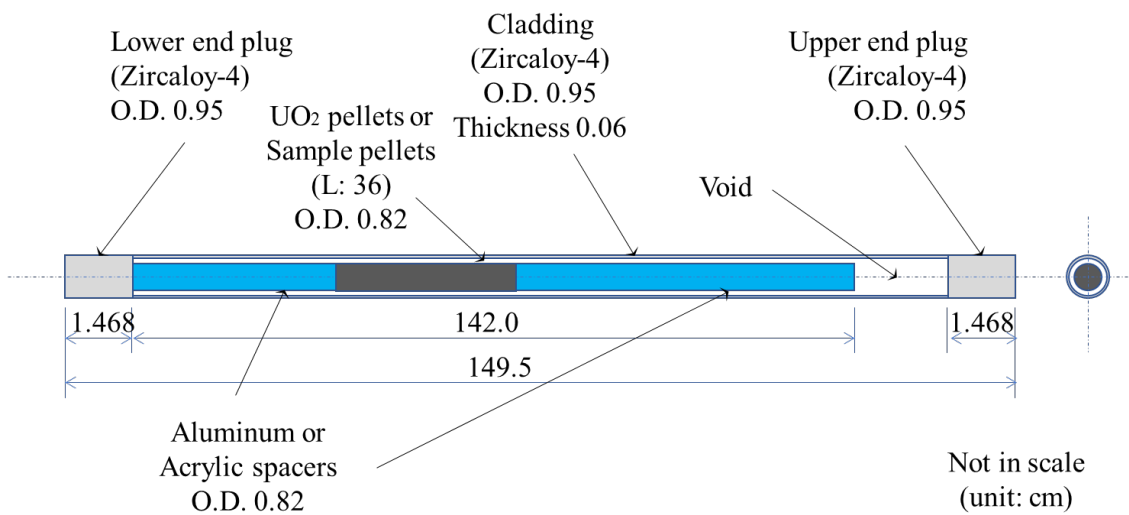 Lower end plug
(Zircaloy-4)
O.D. 0.95
UO₂ pellets or
Sample pellets
(L: 36)
O.D. 0.82
Cladding
(Zircaloy-4)
O.D. 0.95
Thickness 0.06
Void
Upper end plug
(Zircaloy-4)
O.D. 0.95
1.468
142.0
1.468
149.5
Aluminum or
Acrylic spacers
O.D. 0.82
Not in scale
(unit: cm)